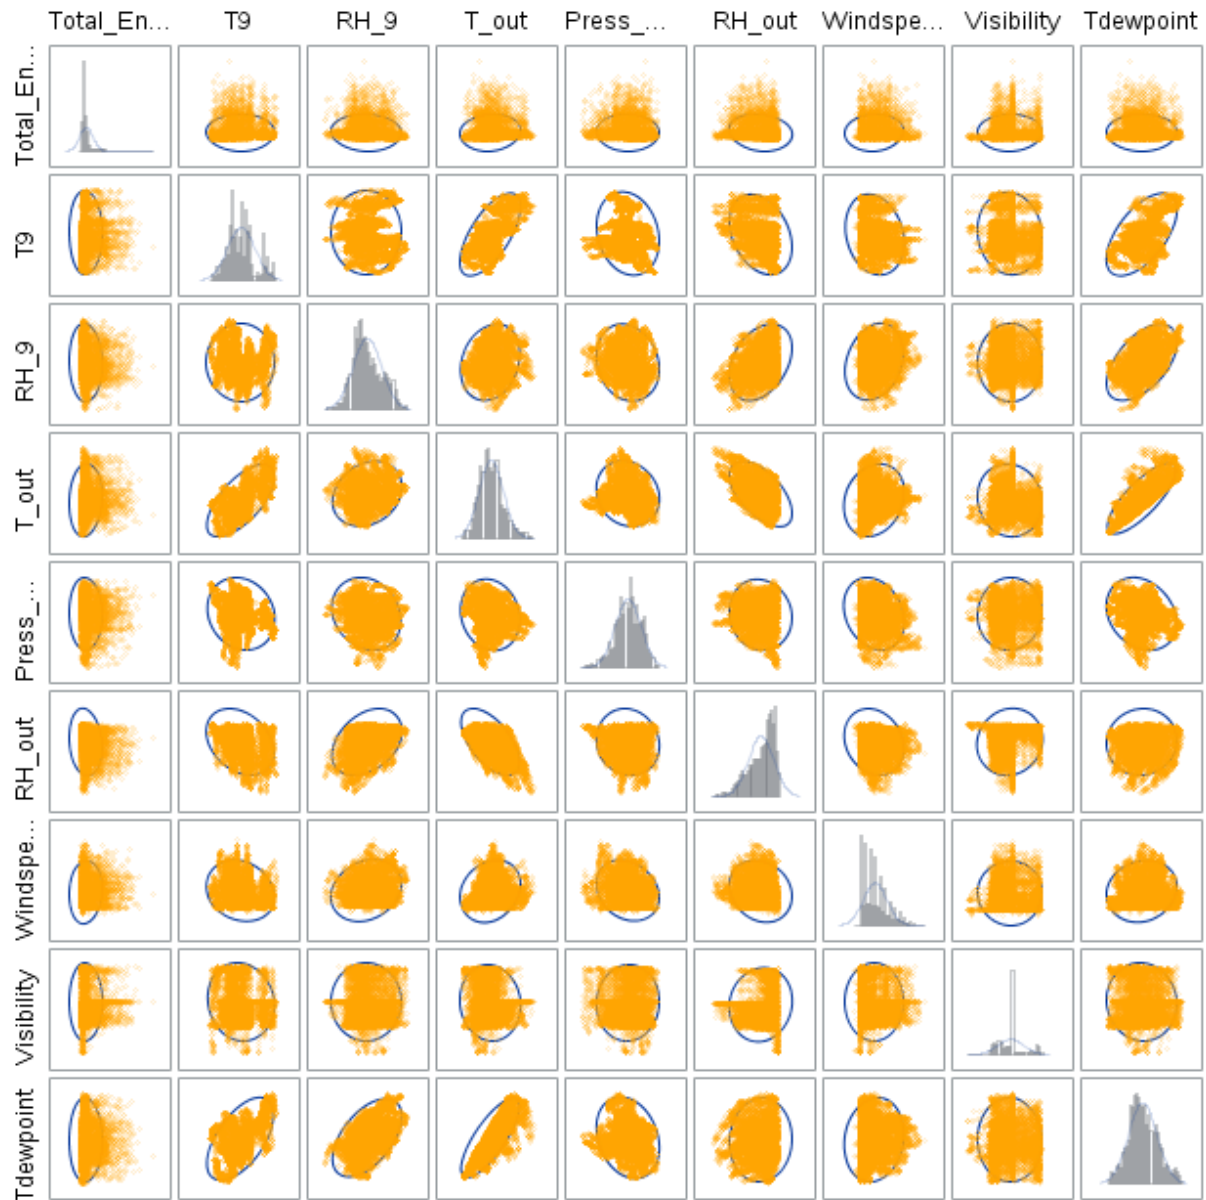 Total_En... T9 RH_9 T_out Press_... RH_out Windspe... Visibility Tdewpoint
Total_En...
T9
RH_9
T_out
Press_...
RH_out
Windspe...
Visibility
Tdewpoint